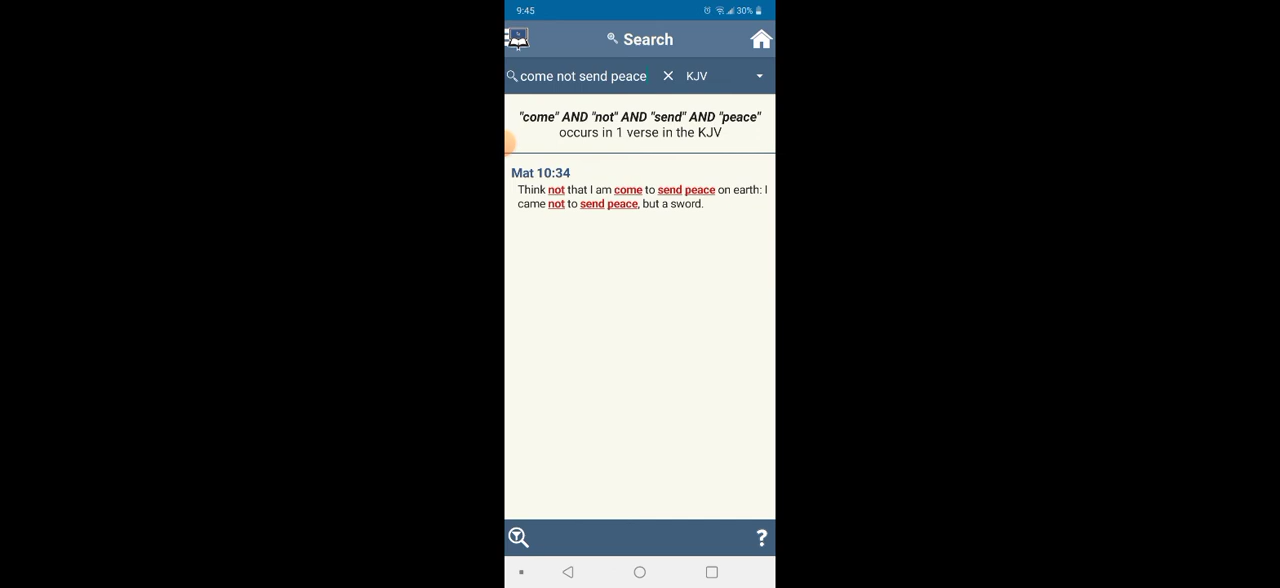 9:45
30%
Search
come not send peace
KJV
"come" AND "not" AND "send" AND "peace"
occurs in 1 verse in the KJV
Mat 10:34
Think not that I am come to send peace on earth: I
came not to send peace, but a sword.
?